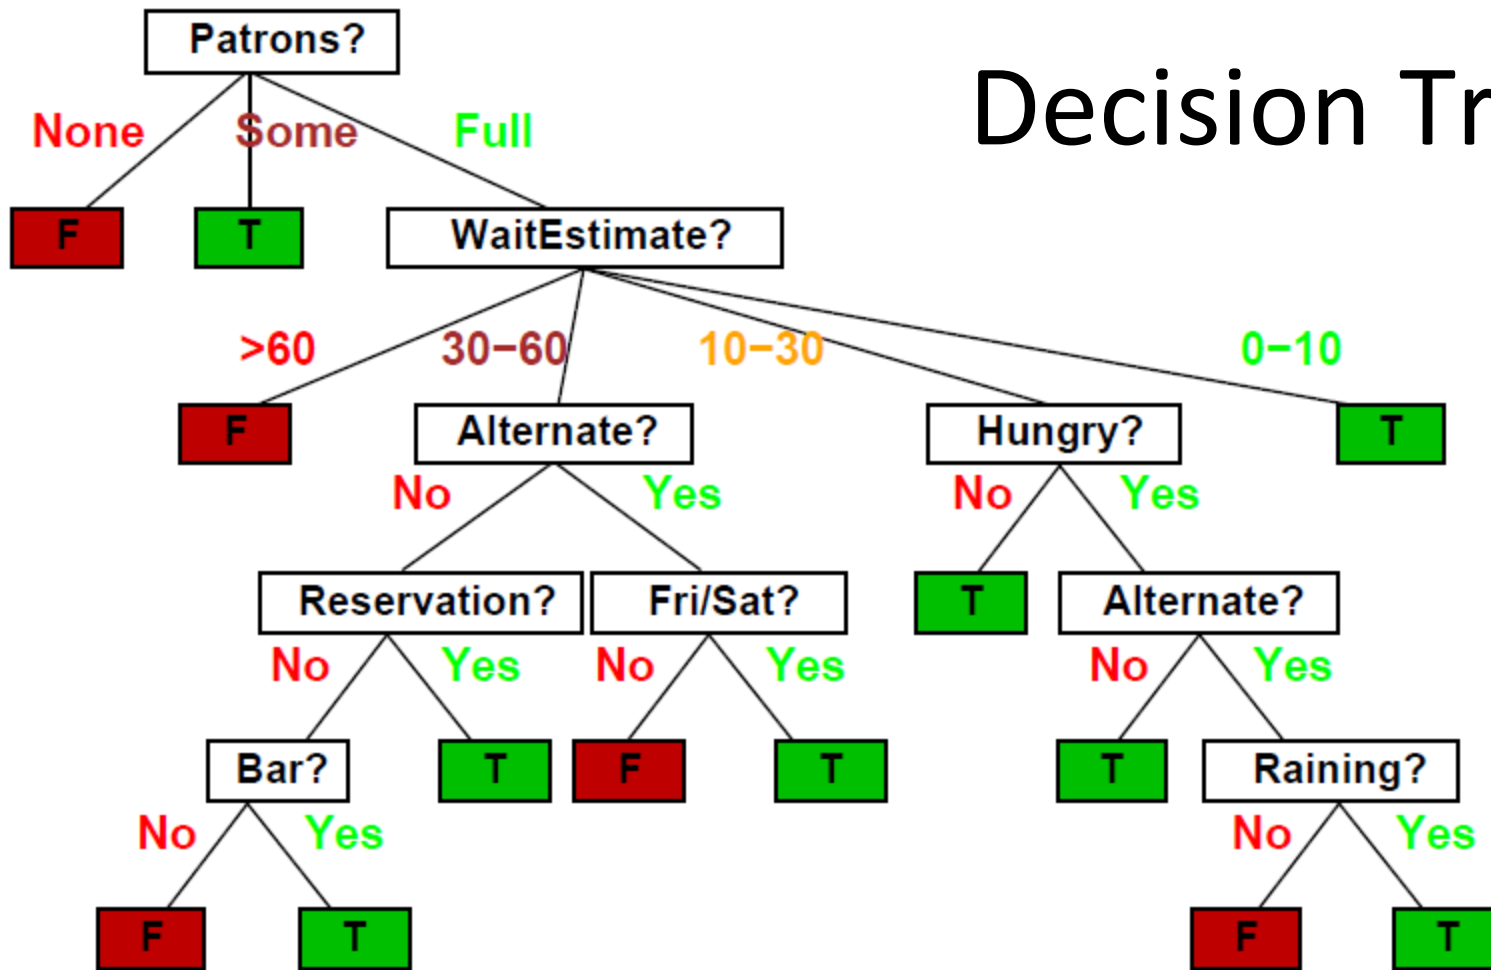 Patrons?
Decision Tr
None Some Full
F T WaitEstimate?
>60 30−60 10−30 0−10
F Alternate? Hungry? T
No Yes No Yes
Reservation? Fri/Sat? T Alternate?
No Yes No Yes No Yes
Bar? T F T T Raining?
No Yes No Yes
F T F T